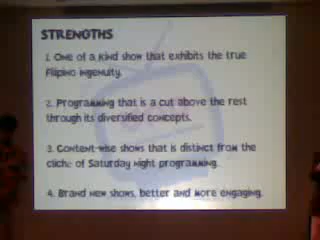 STRENGTHS
1. One of a kind show that exhibits the true
Filipino ingenuity.
2. Programming that is a cut above the rest
through its diversified concepts.
3. Content-wise shows that is distinct from the
cliche of Saturday night programming.
4. Brand new shows, better and more engaging.